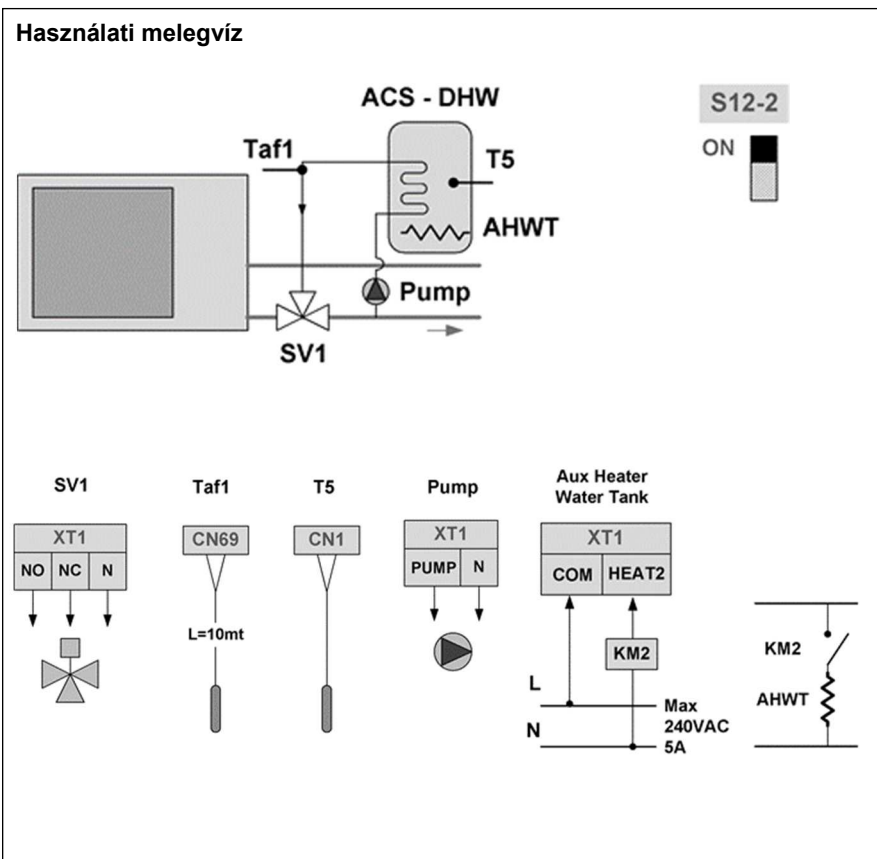 Használati melegvíz
ACS - DHW
S12-2
ON
Taf1
T5
AHWT
Pump
SV1
SV1
Taf1
T5
Pump
Aux Heater
Water Tank
XT1
CN69
CN1
XT1
XT1
NO NC N
PUMP N
COM HEAT2
L=10mt
KM2
KM2
L
AHWT
Max
N
240VAC
5A